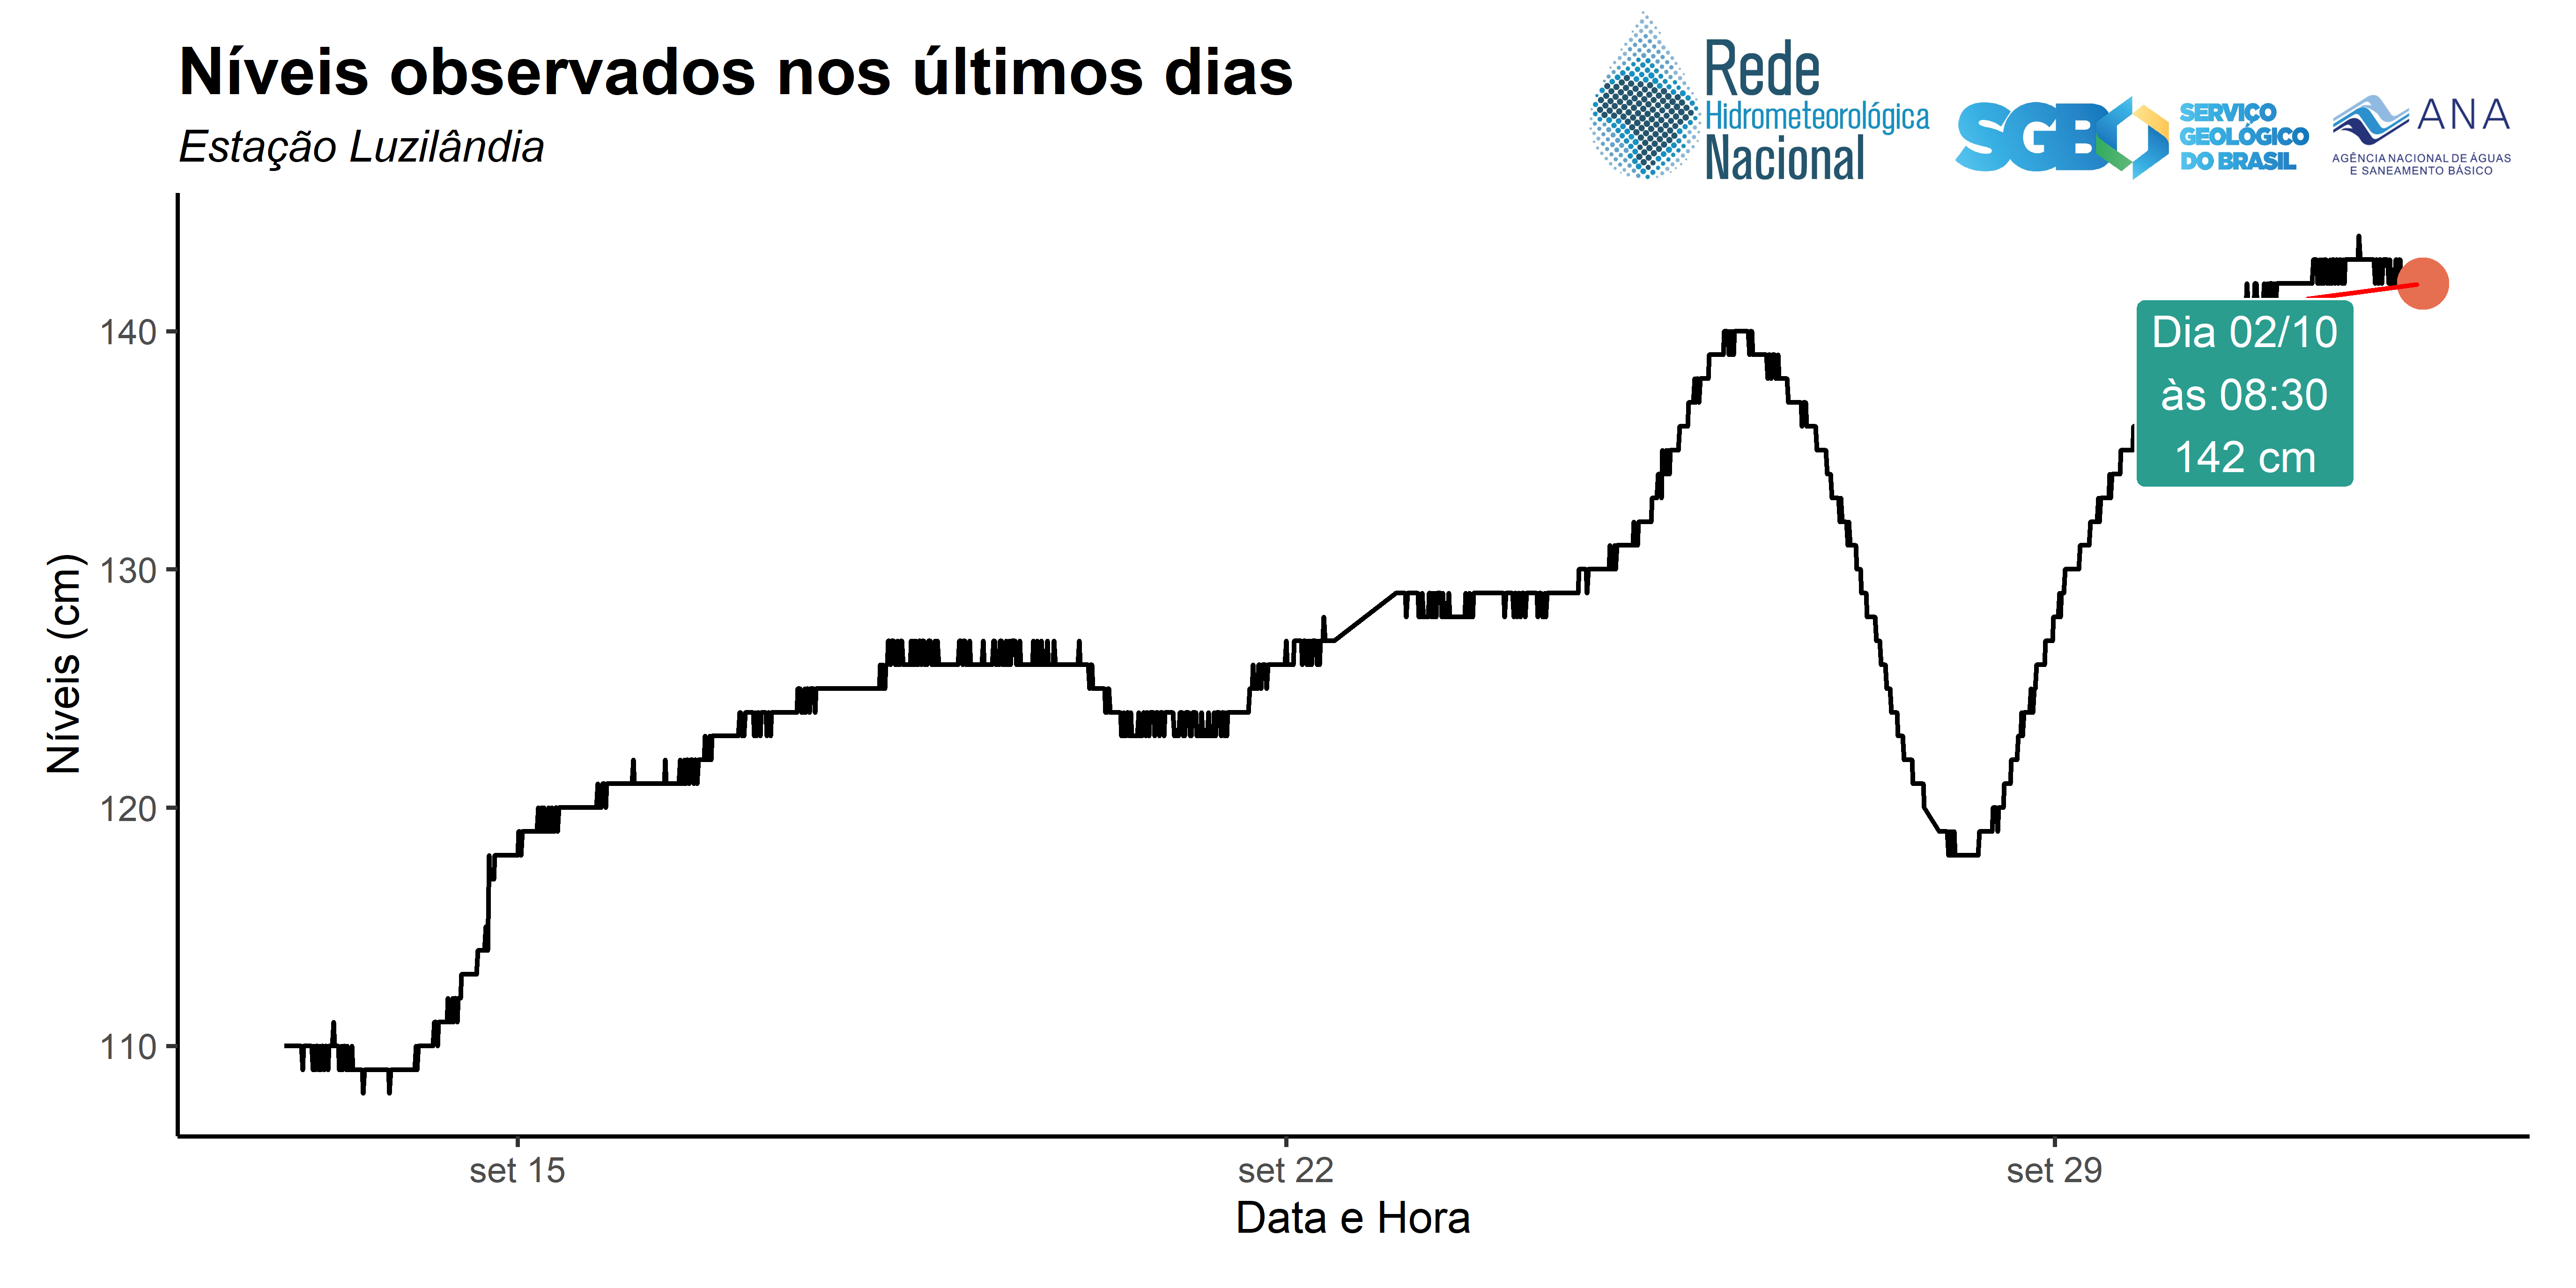 Níveis observados nos últimos dias
Estação Luzilândia
Rede
Hidrometeorológica
Nacional
SGB
SERVIÇO
GEOLÓGICO
DO BRASIL
ANA
AGÊNCIA NACIONAL DE ÁGUAS
E SANEAMENTO BÁSICO
Níveis (cm)
140
130
120
110
Dia 02/10
às 08:30
142 cm
set 15
set 22
set 29
Data e Hora